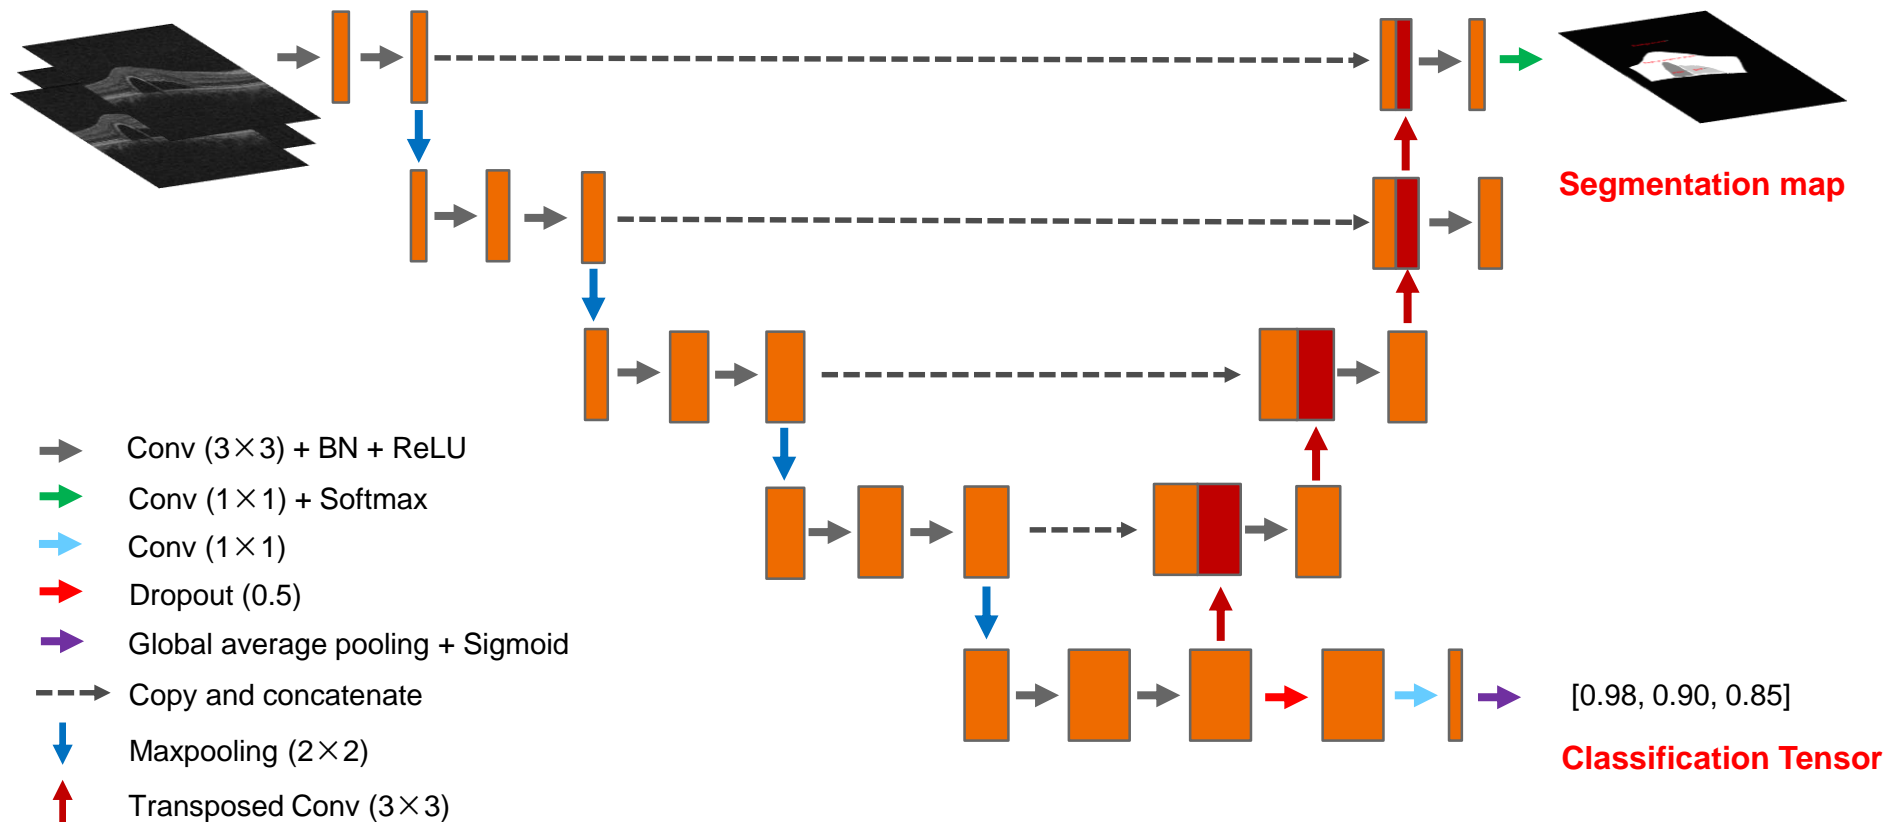 Segmentation map
Conv (3×3) + BN + ReLU
Conv (1×1) + Softmax
Conv (1×1)
Dropout (0.5)
Global average pooling + Sigmoid
Copy and concatenate
Maxpooling (2×2)
Transposed Conv (3×3)
[0.98, 0.90, 0.85]
Classification Tensor